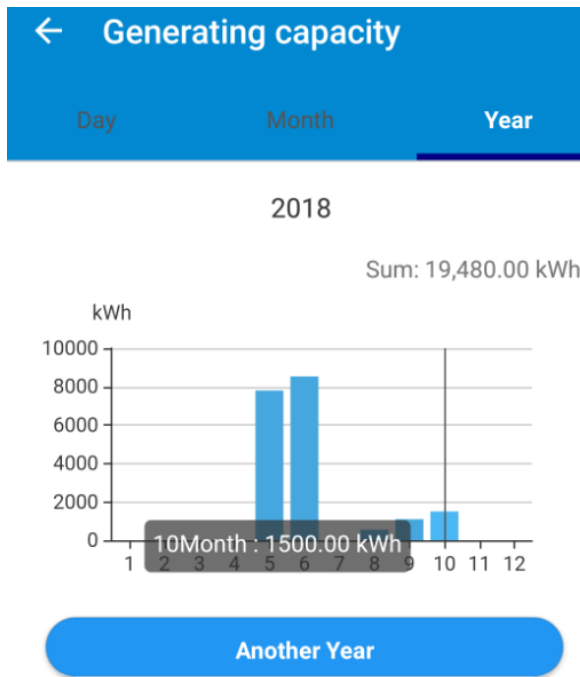 Generating capacity
Day Month Year
2018
Sum: 19,480.00 kWh
kWh
10000
8000
6000
4000
2000
0
10Month : 1500.00 kWh
1 2 3 4 5 6 7 8 9 10 11 12
Another Year